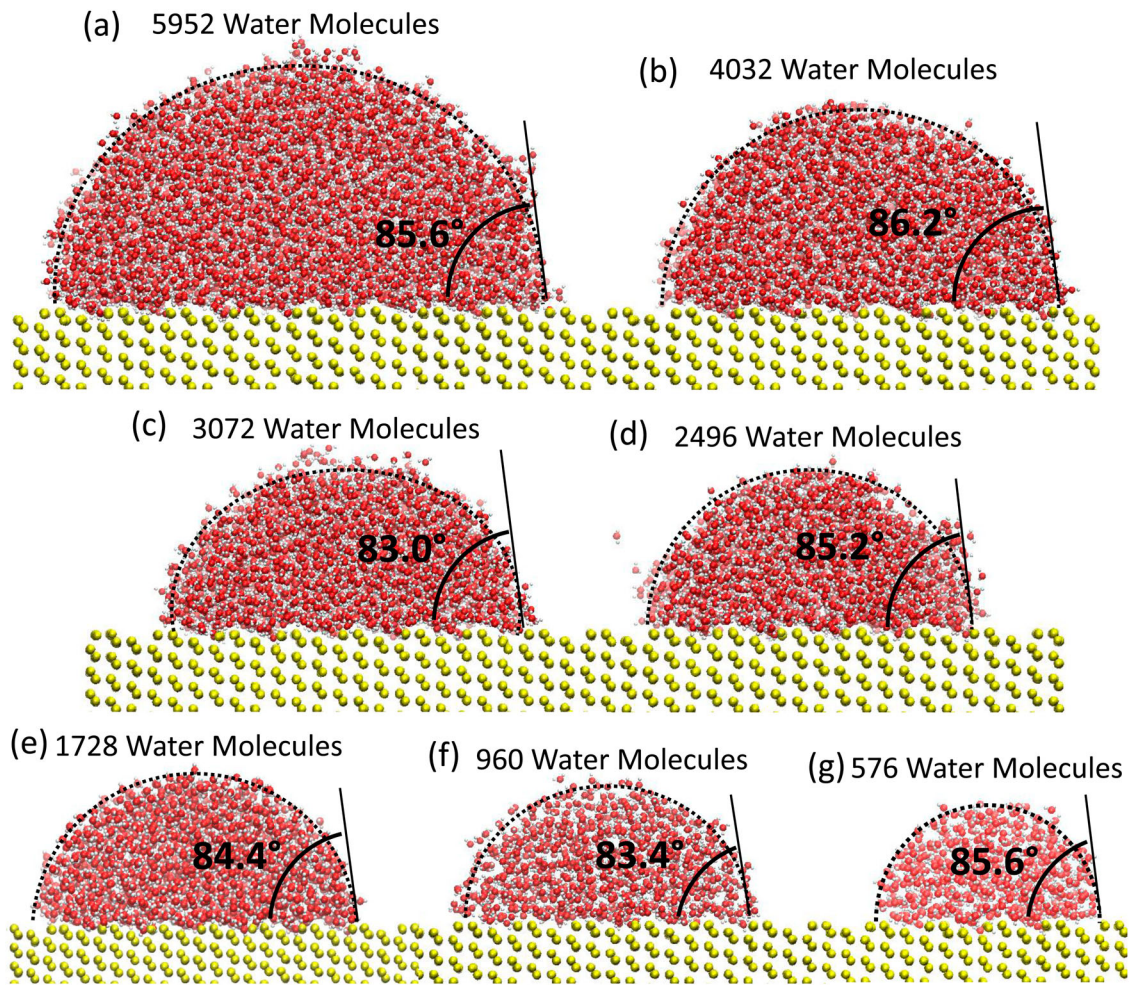 (a) 5952 Water Molecules
85.6°
(b) 4032 Water Molecules
86.2°
(c) 3072 Water Molecules
83.0°
(d) 2496 Water Molecules
85.2°
(e) 1728 Water Molecules
84.4°
(f) 960 Water Molecules
83.4°
(g) 576 Water Molecules
85.6°